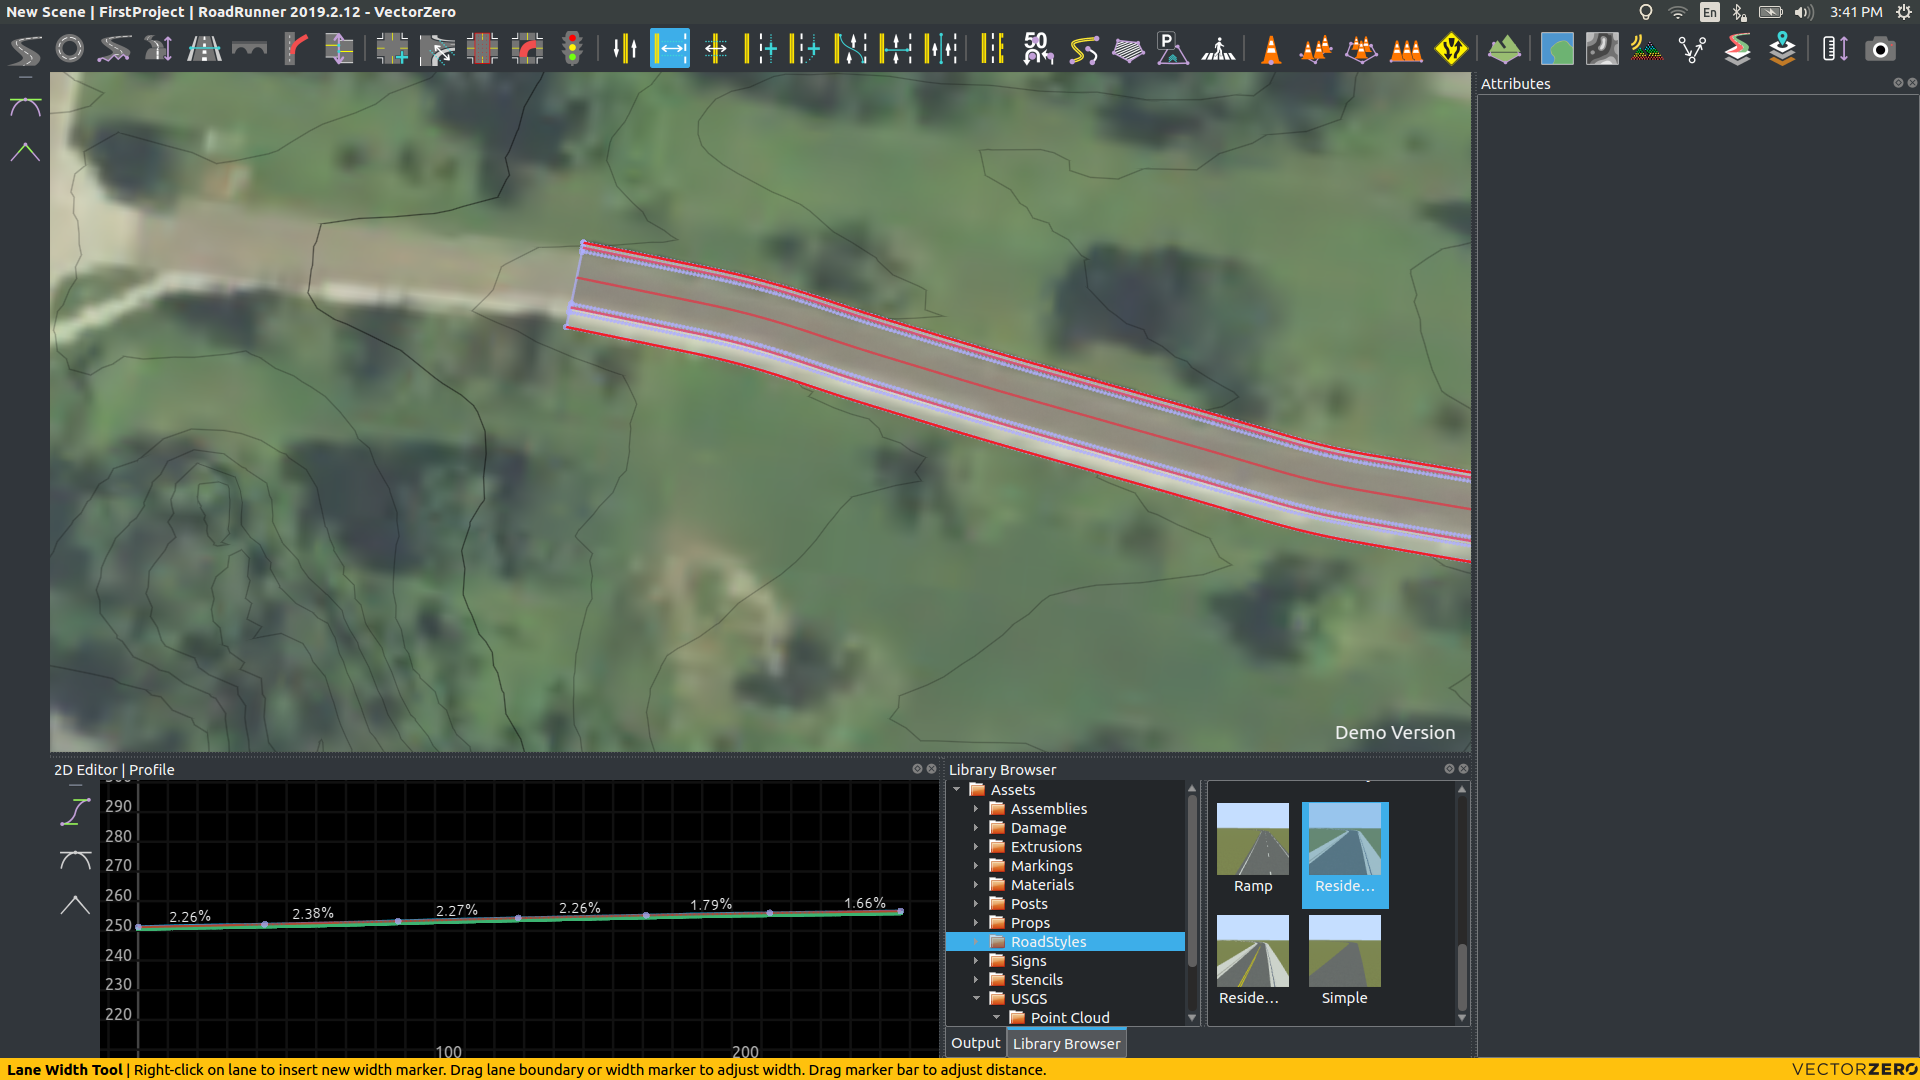 New Scene | FirstProject | RoadRunner 2019.2.12 - VectorZero
En
3:41 PM
50
P
Attributes
Demo Version
2D Editor | Profile
290
280
270
260
250
240
230
220
2.26%
2.38%
2.27%
2.26%
1.79%
1.66%
100
200
Library Browser
Assets
Assemblies
Damage
Extrusions
Markings
Materials
Posts
Props
RoadStyles
Signs
Stencils
USGS
Point Cloud
Ramp
Reside...
Reside...
Simple
Output
Library Browser
Lane Width Tool | Right-click on lane to insert new width marker. Drag lane boundary or width marker to adjust width. Drag marker bar to adjust distance.
VECTORZERO